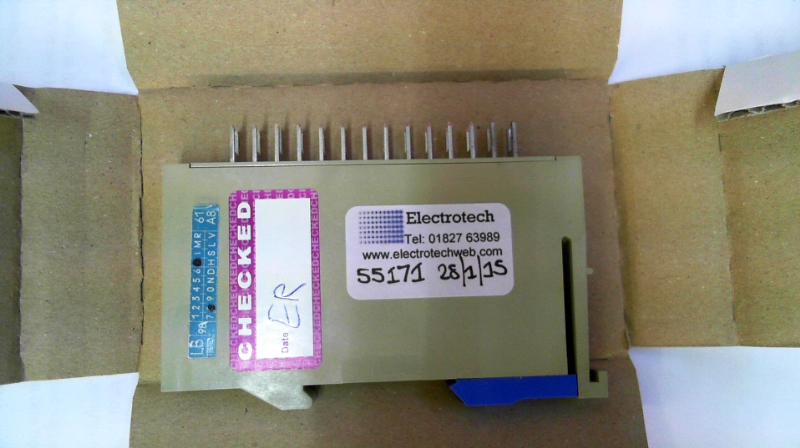 Electrotech
Tel: 01827 63989
www.electrotechweb.com
55171 28/1/15
CHECKED
Date ER
LB 1 2 3 4 5 6 I M R 61
98 7 9 0 N D H S L V A8